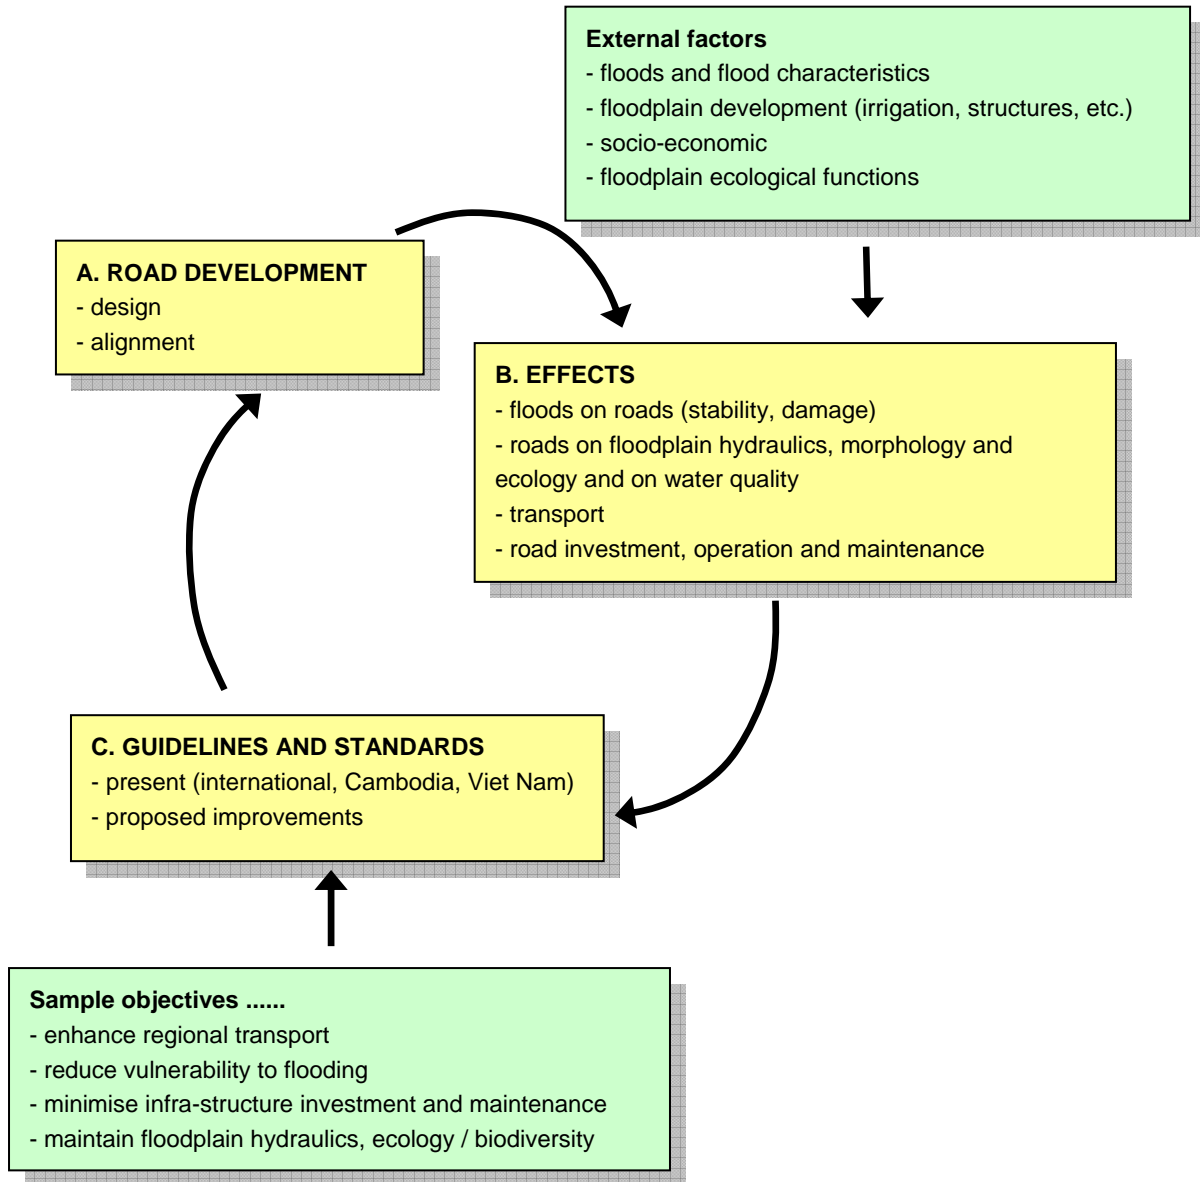 External factors
- floods and flood characteristics
- floodplain development (irrigation, structures, etc.)
- socio-economic
- floodplain ecological functions
A. ROAD DEVELOPMENT
- design
- alignment
B. EFFECTS
- floods on roads (stability, damage)
- roads on floodplain hydraulics, morphology and
ecology and on water quality
- transport
- road investment, operation and maintenance
C. GUIDELINES AND STANDARDS
- present (international, Cambodia, Viet Nam)
- proposed improvements
Sample objectives ......
- enhance regional transport
- reduce vulnerability to flooding
- minimise infra-structure investment and maintenance
- maintain floodplain hydraulics, ecology / biodiversity